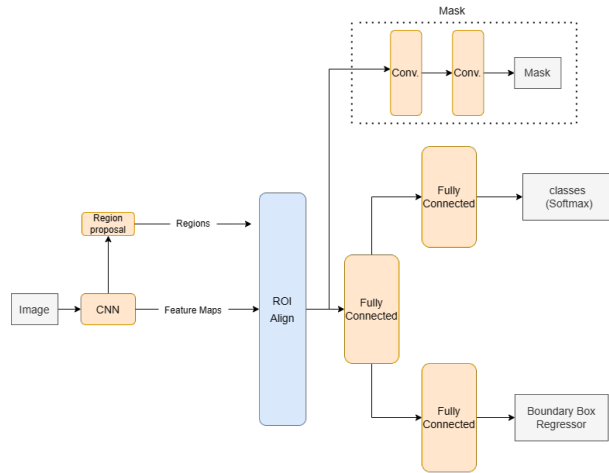 Mask
Conv.
Conv.
Mask
Fully
Connected
classes
(Softmax)
Region
proposal
Regions
Image
CNN
Feature Maps
ROI
Align
Fully
Connected
Fully
Connected
Boundary Box
Regressor